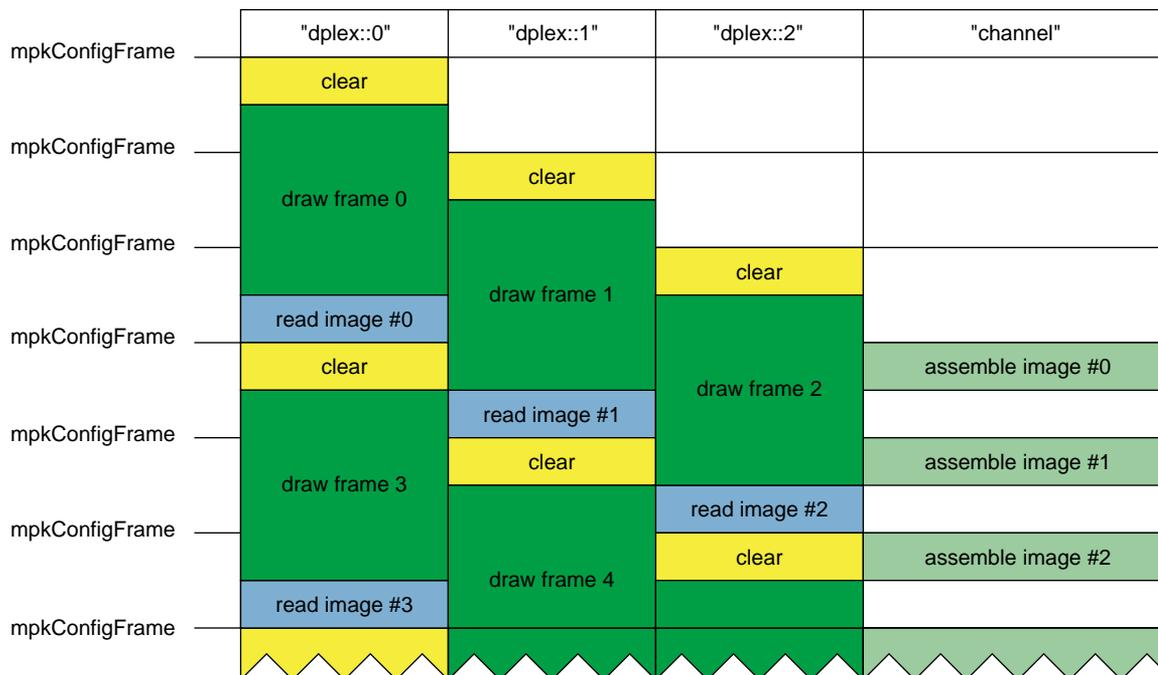 "dplex::0" "dplex::1" "dplex::2" "channel"
mpkConfigFrame
clear
mpkConfigFrame
clear
draw frame 0
mpkConfigFrame
clear
draw frame 1
read image #0
mpkConfigFrame
clear
assemble image #0
draw frame 2
read image #1
mpkConfigFrame
clear
assemble image #1
draw frame 3
read image #2
mpkConfigFrame
clear
assemble image #2
draw frame 4
read image #3
mpkConfigFrame